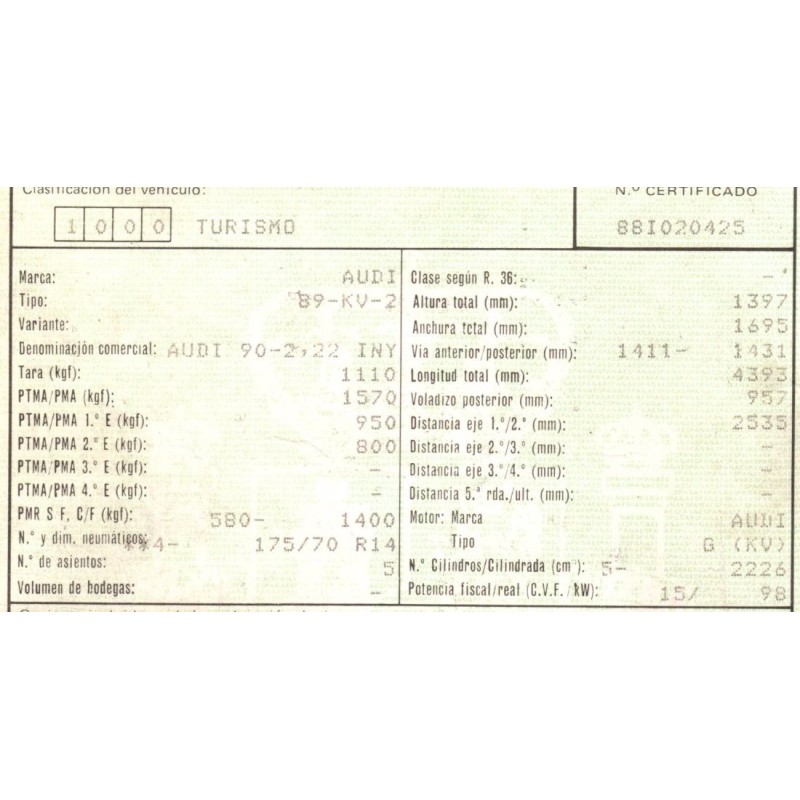 Clasificación del vehículo:
1000 TURISMO
N.º CERTIFICADO
88I020425
Marca: AUDI
Tipo: 89-KV-2
Variante:
Denominación comercial: AUDI 90-2,22 INY
Tara (kgf): 1110
PTMA/PMA (kgf): 1570
PTMA/PMA 1.º E (kgf): 950
PTMA/PMA 2.º E (kgf): 800
PTMA/PMA 3.º E (kgf): -
PTMA/PMA 4.º E (kgf): -
PMR S F, C/F (kgf): 580- 1400
N.º y dim. neumáticos: **4- 175/70 R14
N.º de asientos: 5
Volumen de bodegas: -
Clase según R. 36: -
Altura total (mm): 1397
Anchura total (mm): 1695
Via anterior/posterior (mm): 1411- 1431
Longitud total (mm): 4393
Voladizo posterior (mm): 957
Distancia eje 1.º/2.º (mm): 2535
Distancia eje 2.º/3.º (mm): -
Distancia eje 3.º/4.º (mm): -
Distancia 5.ª rda./ult. (mm): -
Motor: Marca AUDI
Tipo G (KV)
N.º Cilindros/Cilindrada (cm³): 5- 2226
Potencia fiscal/real (C.V.F./kW): 15/ 98